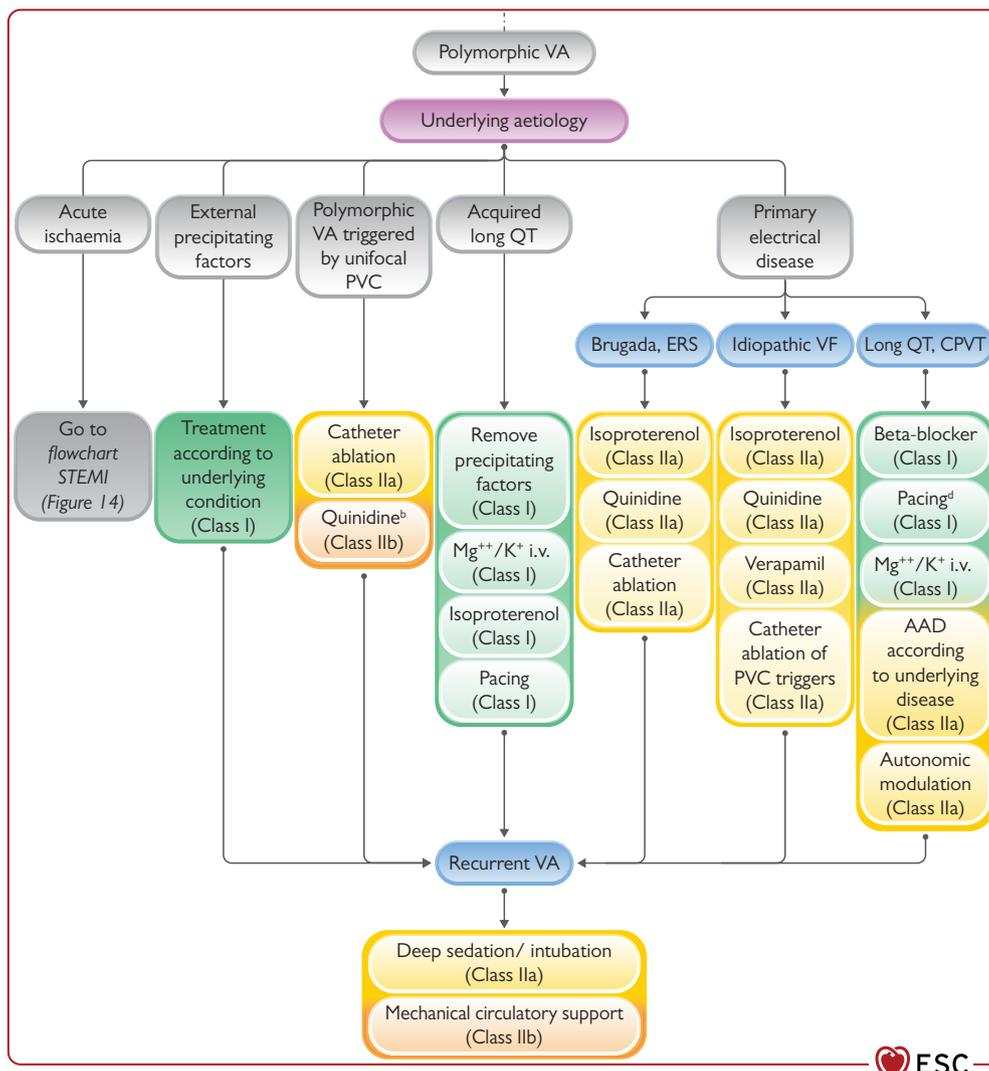 Polymorphic VA
Underlying aetiology
Acute
ischaemia
External
precipitating
factors
Polymorphic
VA triggered
by unifocal
PVC
Acquired
long QT
Primary
electrical
disease
Brugada, ERS
Idiopathic VF
Long QT, CPVT
Go to
flowchart
STEMI
(Figure 14)
Treatment
according to
underlying
condition
(Class I)
Catheter
ablation
(Class IIa)
Quinidineᵇ
(Class IIb)
Remove
precipitating
factors
(Class I)
Mg⁺⁺/K⁺ i.v.
(Class I)
Isoproterenol
(Class I)
Pacing
(Class I)
Isoproterenol
(Class IIa)
Quinidine
(Class IIa)
Catheter
ablation
(Class IIa)
Isoproterenol
(Class IIa)
Quinidine
(Class IIa)
Verapamil
(Class IIa)
Catheter
ablation of
PVC triggers
(Class IIa)
Beta-blocker
(Class I)
Pacingᵈ
(Class I)
Mg⁺⁺/K⁺ i.v.
(Class I)
AAD
according
to underlying
disease
(Class IIa)
Autonomic
modulation
(Class IIa)
Recurrent VA
Deep sedation/ intubation
(Class IIa)
Mechanical circulatory support
(Class IIb)
ESC